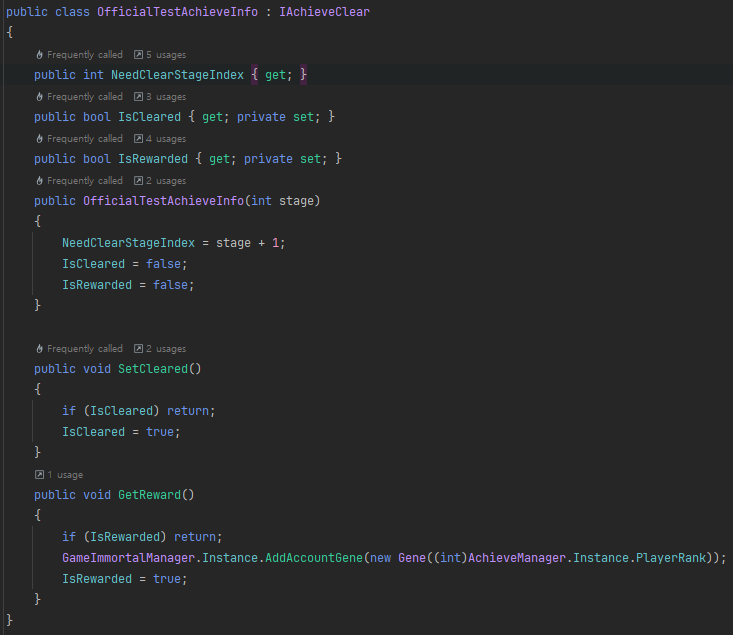 public class OfficialTestAchieveInfo : IAchieveClear
{
Frequently called 5 usages
public int NeedClearStageIndex { get; }
Frequently called 3 usages
public bool IsCleared { get; private set; }
Frequently called 4 usages
public bool IsRewarded { get; private set; }
Frequently called 2 usages
public OfficialTestAchieveInfo(int stage)
{
NeedClearStageIndex = stage + 1;
IsCleared = false;
IsRewarded = false;
}
Frequently called 2 usages
public void SetCleared()
{
if (IsCleared) return;
IsCleared = true;
}
1 usage
public void GetReward()
{
if (IsRewarded) return;
GameImmortalManager.Instance.AddAccountGene(new Gene((int)AchieveManager.Instance.PlayerRank));
IsRewarded = true;
}
}